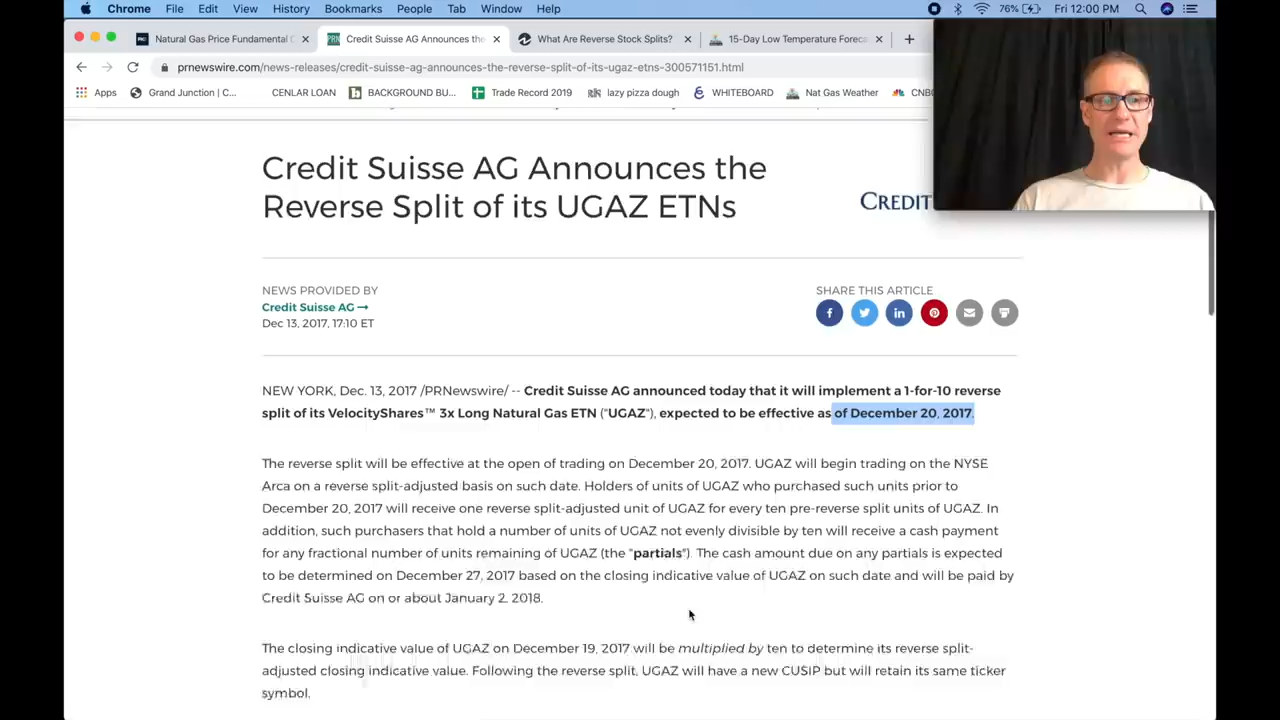 Chrome File Edit View History Bookmarks People Tab Window Help 76% Fri 12:00 PM
Natural Gas Price Fundamental Credit Suisse AG Announces the What Are Reverse Stock Splits? 15-Day Low Temperature Foreca
prnewswire.com/news-releases/credit-suisse-ag-announces-the-reverse-split-of-its-ugaz-etns-300571151.html
Apps Grand Junction | C... CENLAR LOAN BACKGROUND BU... Trade Record 2019 lazy pizza dough WHITEBOARD Nat Gas Weather CNBC
Credit Suisse AG Announces the
Reverse Split of its UGAZ ETNs
CREDIT
NEWS PROVIDED BY
Credit Suisse AG →
Dec 13, 2017, 17:10 ET
SHARE THIS ARTICLE
NEW YORK, Dec. 13, 2017 /PRNewswire/ -- Credit Suisse AG announced today that it will implement a 1-for-10 reverse
split of its VelocityShares™ 3x Long Natural Gas ETN ("UGAZ"), expected to be effective as of December 20, 2017.
The reverse split will be effective at the open of trading on December 20, 2017. UGAZ will begin trading on the NYSE
Arca on a reverse split-adjusted basis on such date. Holders of units of UGAZ who purchased such units prior to
December 20, 2017 will receive one reverse split-adjusted unit of UGAZ for every ten pre-reverse split units of UGAZ. In
addition, such purchasers that hold a number of units of UGAZ not evenly divisible by ten will receive a cash payment
for any fractional number of units remaining of UGAZ (the "partials"). The cash amount due on any partials is expected
to be determined on December 27, 2017 based on the closing indicative value of UGAZ on such date and will be paid by
Credit Suisse AG on or about January 2, 2018.
The closing indicative value of UGAZ on December 19, 2017 will be multiplied by ten to determine its reverse split-
adjusted closing indicative value. Following the reverse split, UGAZ will have a new CUSIP but will retain its same ticker
symbol.